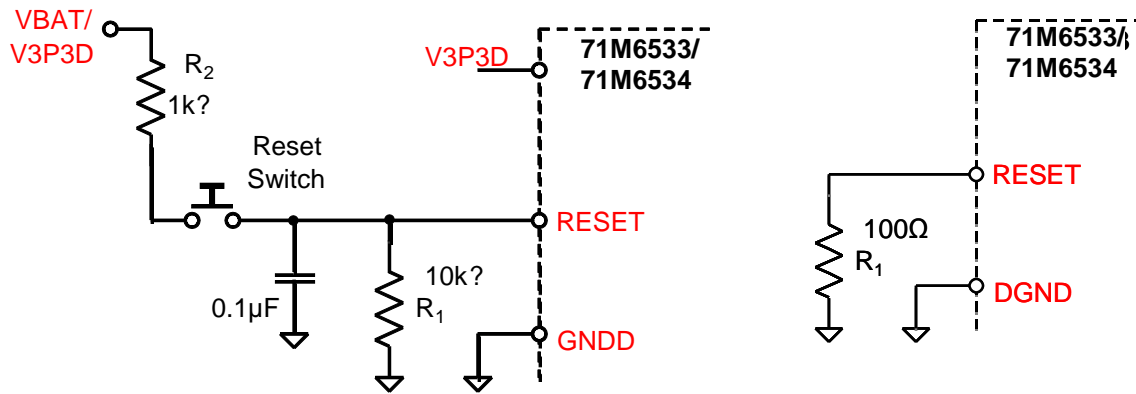 VBAT/
V3P3D
R2
1k?
Reset
Switch
0.1µF
10k?
R1
V3P3D
71M6533/
71M6534
RESET
GNDD
71M6533/
71M6534
RESET
100Ω
R1
DGND